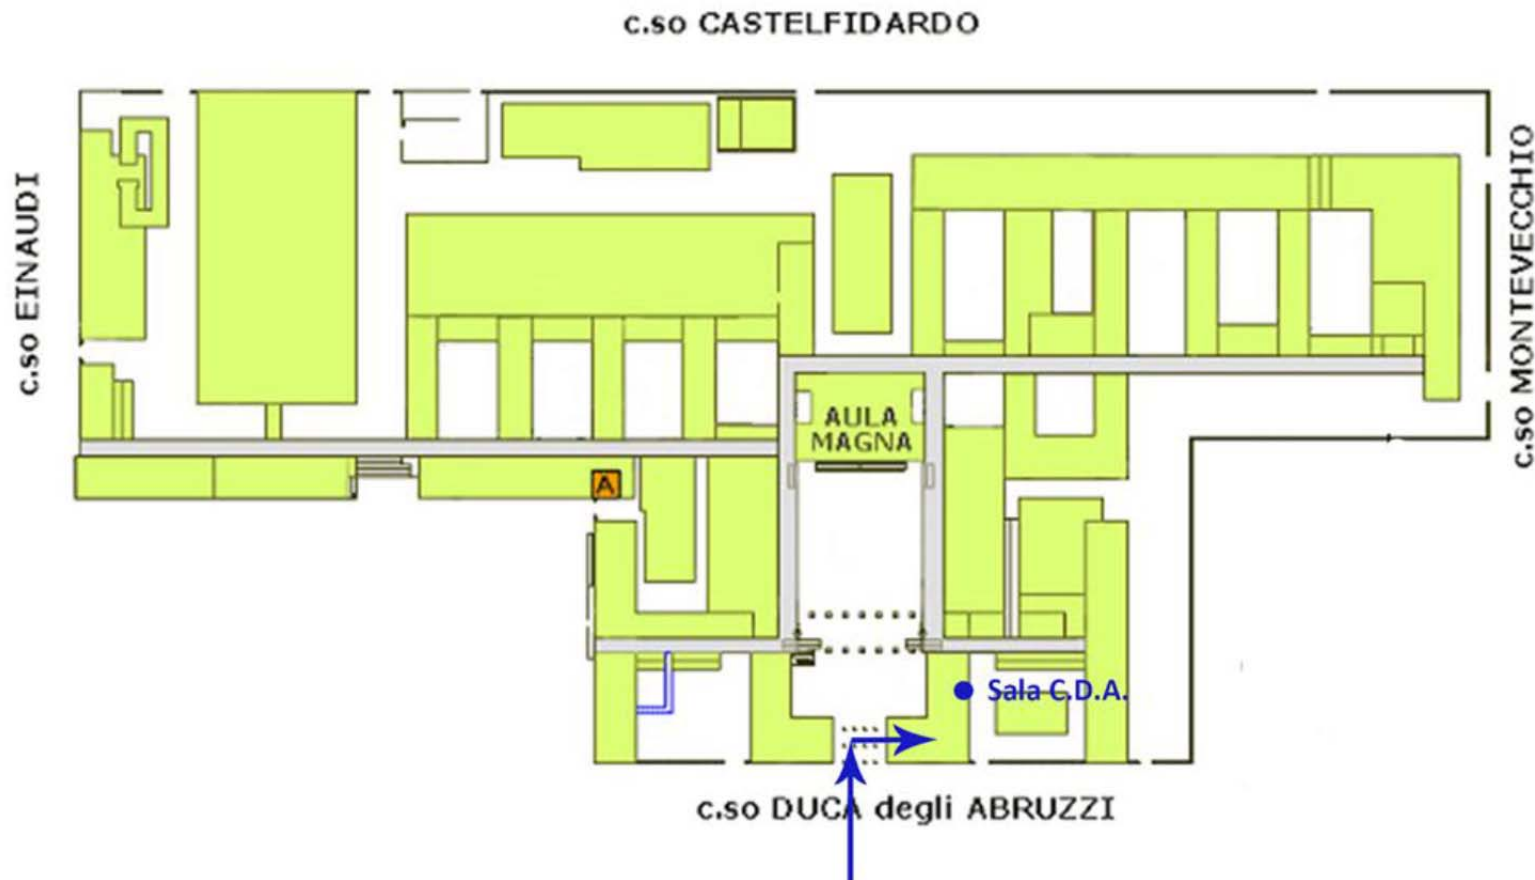 c.so CASTELFIDARDO
c.so EINAUDI
c.so MONTEVECCHIO
AULA
MAGNA
A
Sala C.D.A.
c.so DUCA degli ABRUZZI